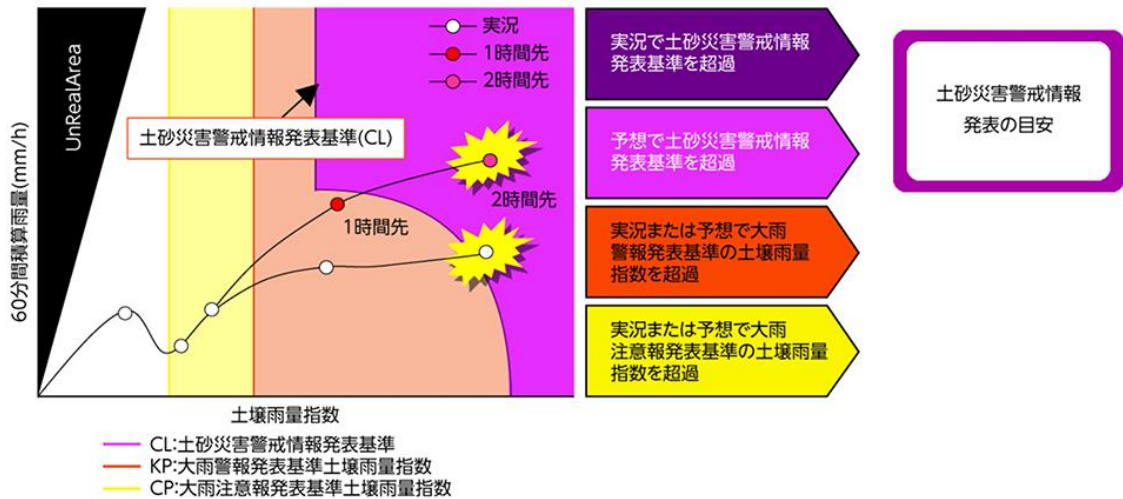 UnRealArea
60分間積算雨量(mm/h)
実況
1時間先
2時間先
土砂災害警戒情報発表基準(CL)
2時間先
1時間先
土壌雨量指数
CL:土砂災害警戒情報発表基準
KP:大雨警報発表基準土壌雨量指数
CP:大雨注意報発表基準土壌雨量指数
実況で土砂災害警戒情報
発表基準を超過
予想で土砂災害警戒情報
発表基準を超過
実況または予想で大雨
警報発表基準の土壌雨量
指数を超過
実況または予想で大雨
注意報発表基準の土壌雨量
指数を超過
土砂災害警戒情報
発表の目安